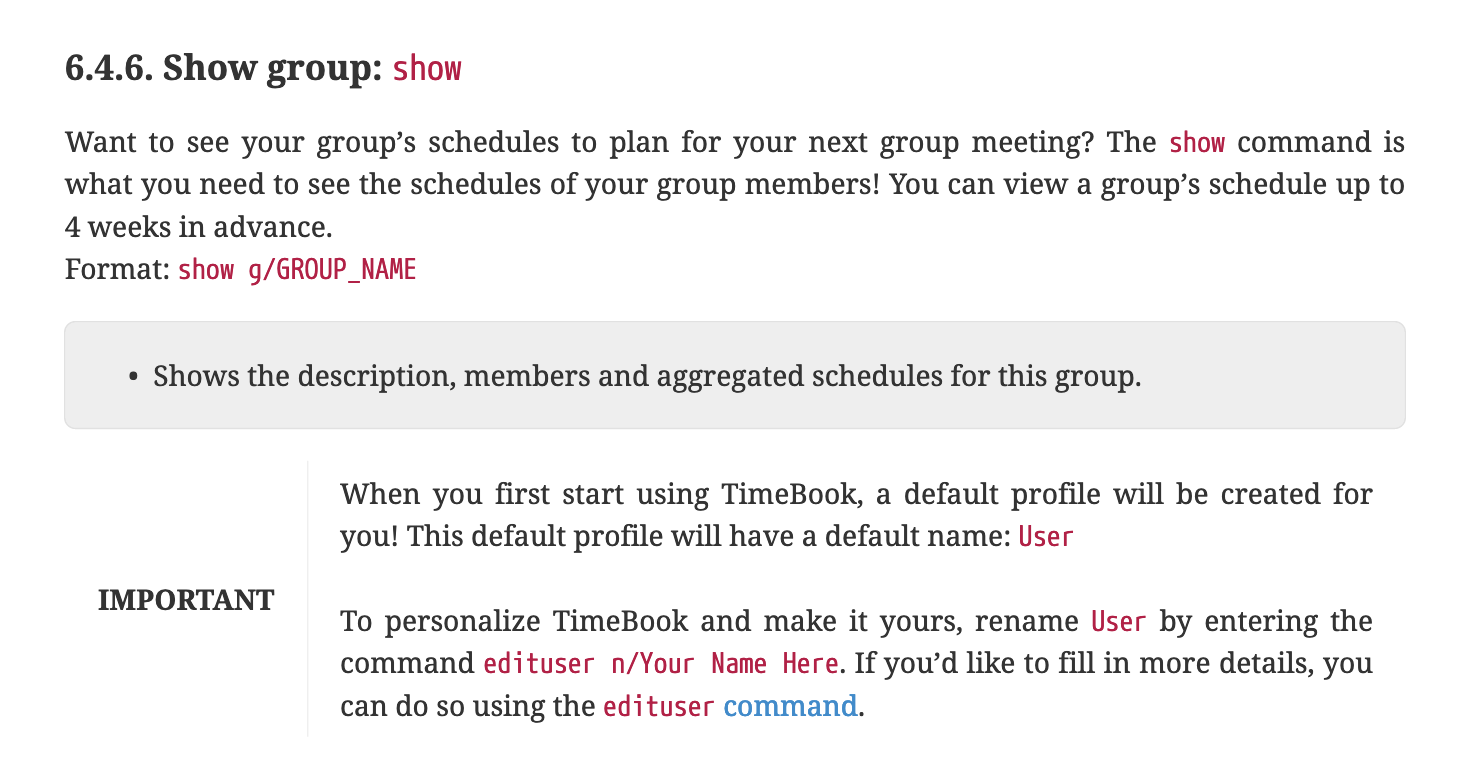 6.4.6. Show group: show
Want to see your group’s schedules to plan for your next group meeting? The show command is
what you need to see the schedules of your group members! You can view a group’s schedule up to
4 weeks in advance.
Format: show g/GROUP_NAME
• Shows the description, members and aggregated schedules for this group.
When you first start using TimeBook, a default profile will be created for
you! This default profile will have a default name: User
IMPORTANT
To personalize TimeBook and make it yours, rename User by entering the
command edituser n/Your Name Here. If you’d like to fill in more details, you
can do so using the edituser command.